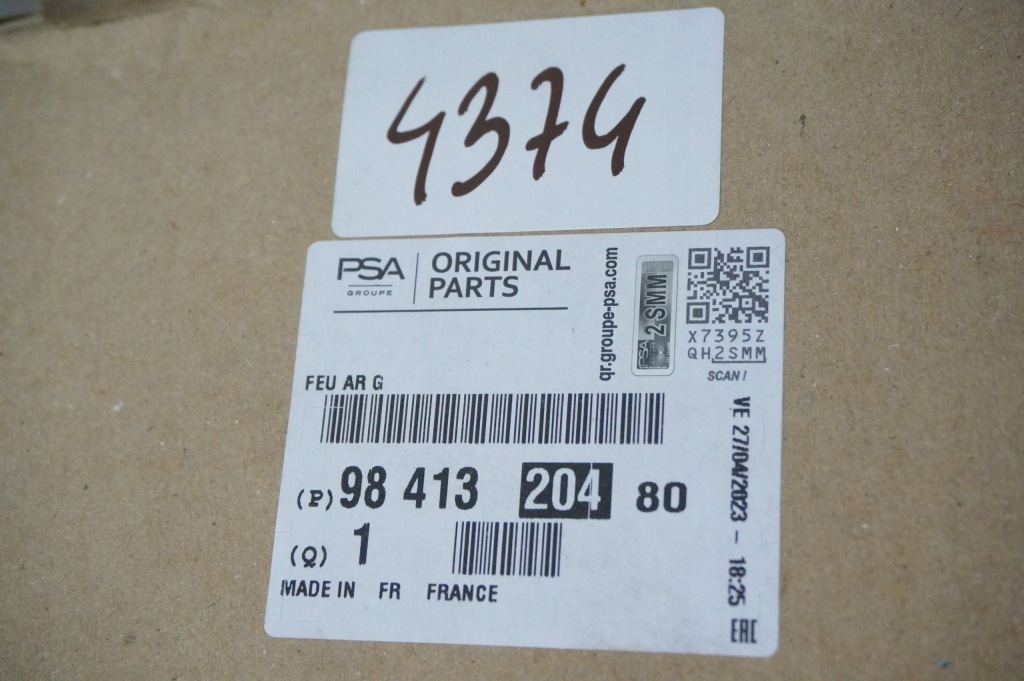 4374
PSA
GROUPE
ORIGINAL
PARTS
qr.groupe-psa.com
PSA
2SMM
X7395Z
QH2SMM
SCAN!
FEU AR G
(P) 98 413 204 80
(Q) 1
MADE IN FR FRANCE
VE 27/04/2023 - 18:25
EAC